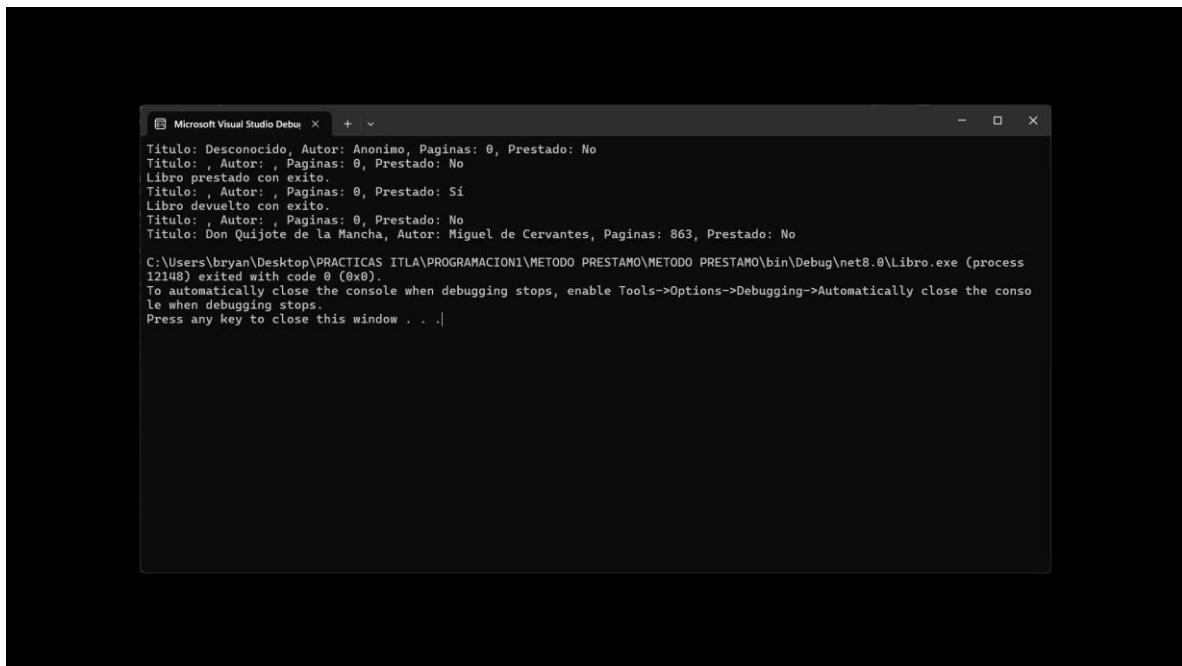 Microsoft Visual Studio Debu
Titulo: Desconocido, Autor: Anonimo, Paginas: 0, Prestado: No
Titulo: , Autor: , Paginas: 0, Prestado: No
Libro prestado con exito.
Titulo: , Autor: , Paginas: 0, Prestado: Sí
Libro devuelto con exito.
Titulo: , Autor: , Paginas: 0, Prestado: No
Titulo: Don Quijote de la Mancha, Autor: Miguel de Cervantes, Paginas: 863, Prestado: No
C:\Users\bryan\Desktop\PRACTICAS ITLA\PROGRAMACION1\METODO PRESTAMO\METODO PRESTAMO\bin\Debug\net8.0\Libro.exe (process
12148) exited with code 0 (0x0).
To automatically close the console when debugging stops, enable Tools->Options->Debugging->Automatically close the conso
le when debugging stops.
Press any key to close this window . . .